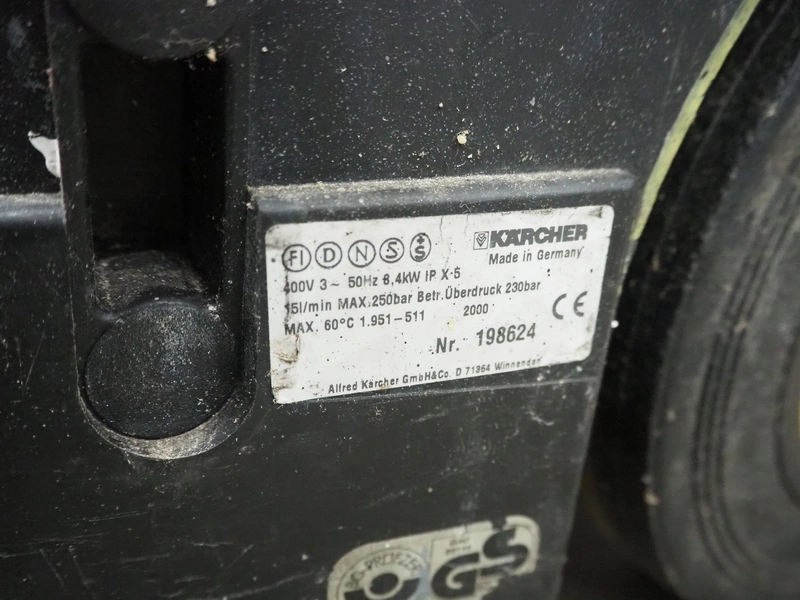 FI D N S S
KÄRCHER
Made in Germany
400V 3~ 50Hz 8,4kW IP X-5
15l/min MAX.250bar Betr.Überdruck 230bar
MAX. 60°C 1.951-511 2000
CE
Nr. 198624
Alfred Kärcher GmbH&Co. D 71364 Winnenden
GS